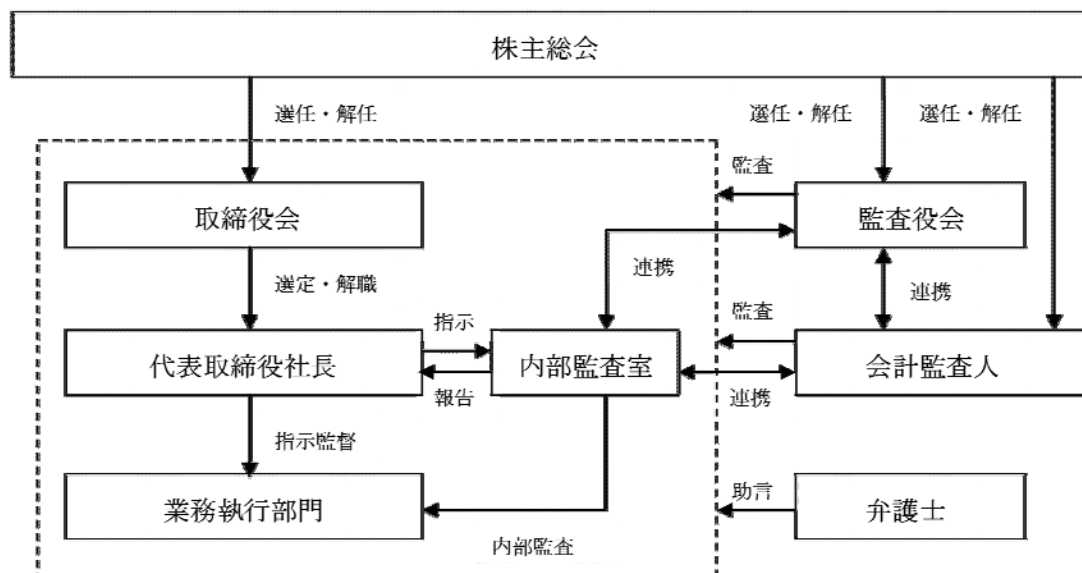 株主総会
選任・解任
選任・解任
選任・解任
監査
取締役会
監査役会
連携
選定・解職
連携
指示
監査
代表取締役社長
内部監査室
会計監査人
報告
連携
指示監督
助言
業務執行部門
弁護士
内部監査